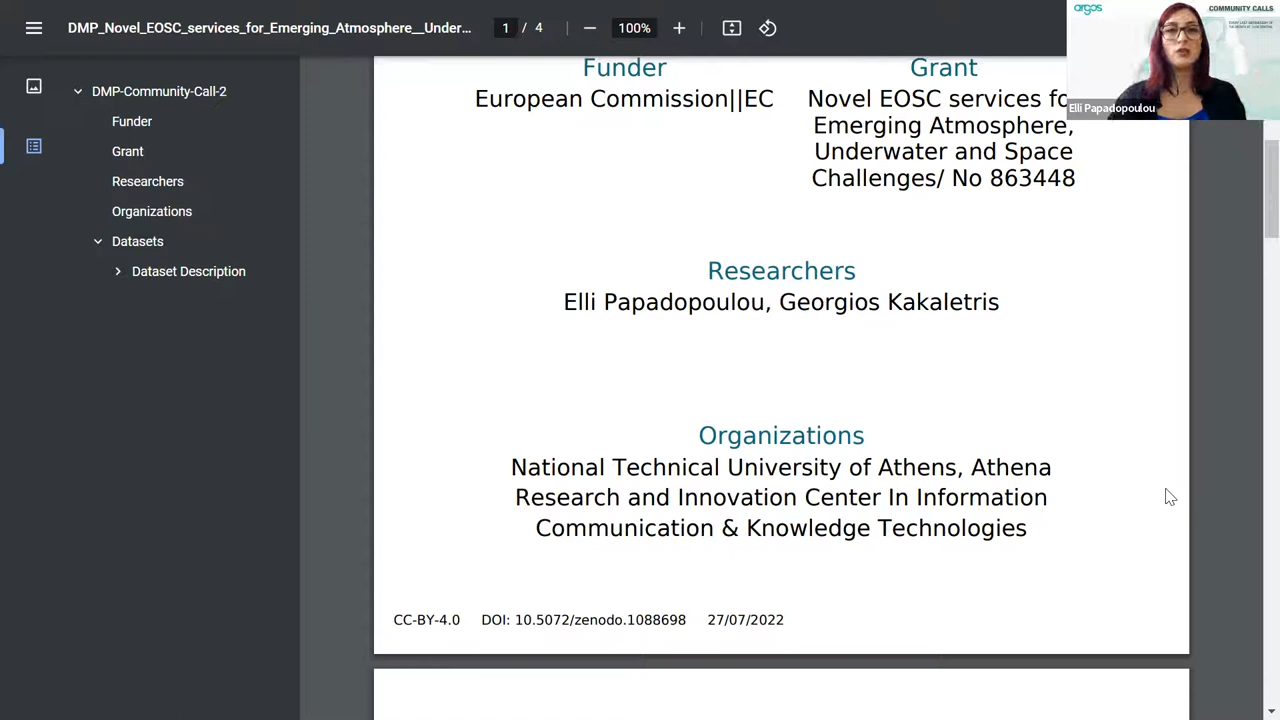 DMP_Novel_EOSC_services_for_Emerging_Atmosphere__Under...
1 / 4
100%
argos
COMMUNITY CALLS
Elli Papadopoulou
DMP-Community-Call-2
Funder
Grant
Researchers
Organizations
Datasets
Dataset Description
Funder
European Commission||EC
Grant
Novel EOSC services fo
Emerging Atmosphere,
Underwater and Space
Challenges/ No 863448
Researchers
Elli Papadopoulou, Georgios Kakaletris
Organizations
National Technical University of Athens, Athena
Research and Innovation Center In Information
Communication & Knowledge Technologies
CC-BY-4.0 DOI: 10.5072/zenodo.1088698 27/07/2022